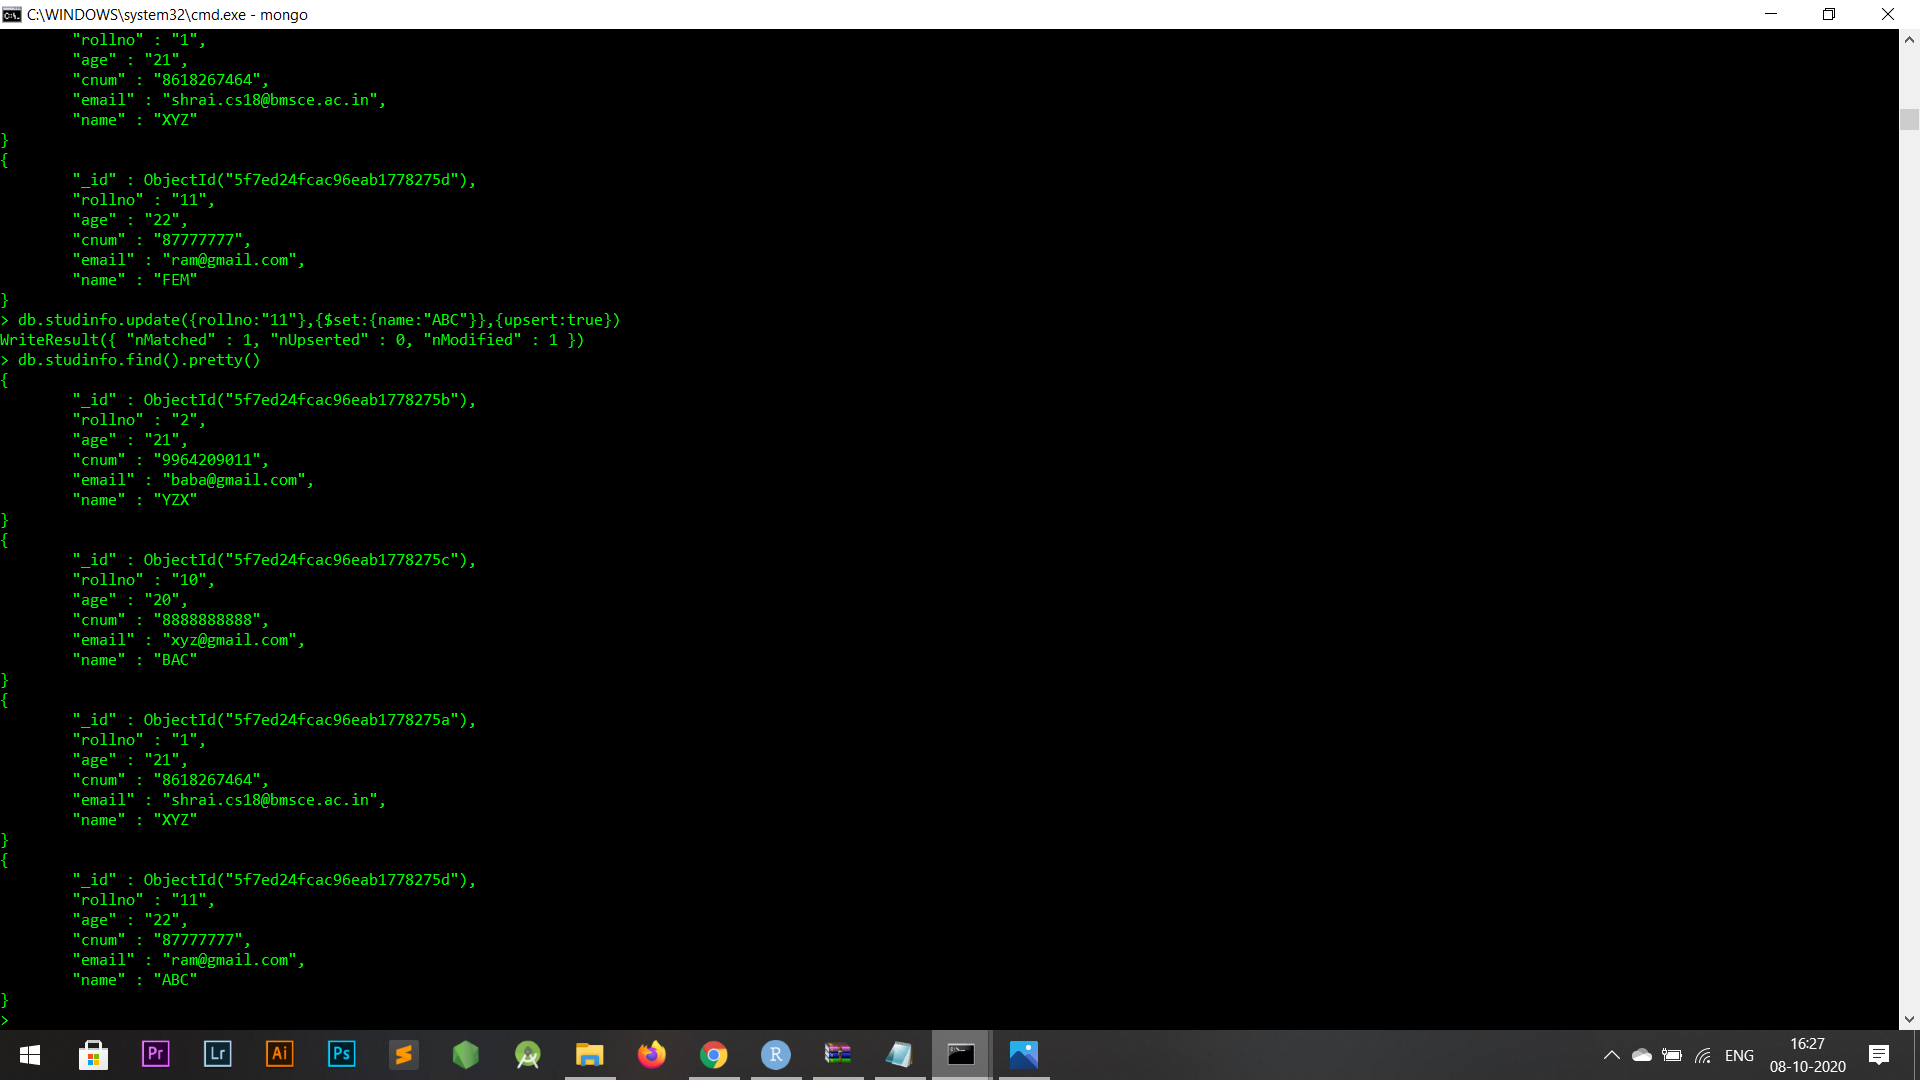 C:\WINDOWS\system32\cmd.exe - mongo
"rollno" : "1",
"age" : "21",
"cnum" : "8618267464",
"email" : "shrai.cs18@bmsce.ac.in",
"name" : "XYZ"
}
{
"_id" : ObjectId("5f7ed24fcac96eab1778275d"),
"rollno" : "11",
"age" : "22",
"cnum" : "87777777",
"email" : "ram@gmail.com",
"name" : "FEM"
}
> db.studinfo.update({rollno:"11"},{$set:{name:"ABC"}},{upsert:true})
WriteResult({ "nMatched" : 1, "nUpserted" : 0, "nModified" : 1 })
> db.studinfo.find().pretty()
{
"_id" : ObjectId("5f7ed24fcac96eab1778275b"),
"rollno" : "2",
"age" : "21",
"cnum" : "9964209011",
"email" : "baba@gmail.com",
"name" : "YZX"
}
{
"_id" : ObjectId("5f7ed24fcac96eab1778275c"),
"rollno" : "10",
"age" : "20",
"cnum" : "8888888888",
"email" : "xyz@gmail.com",
"name" : "BAC"
}
{
"_id" : ObjectId("5f7ed24fcac96eab1778275a"),
"rollno" : "1",
"age" : "21",
"cnum" : "8618267464",
"email" : "shrai.cs18@bmsce.ac.in",
"name" : "XYZ"
}
{
"_id" : ObjectId("5f7ed24fcac96eab1778275d"),
"rollno" : "11",
"age" : "22",
"cnum" : "87777777",
"email" : "ram@gmail.com",
"name" : "ABC"
}
>
Pr Lr Ai Ps R ENG 16:27
08-10-2020